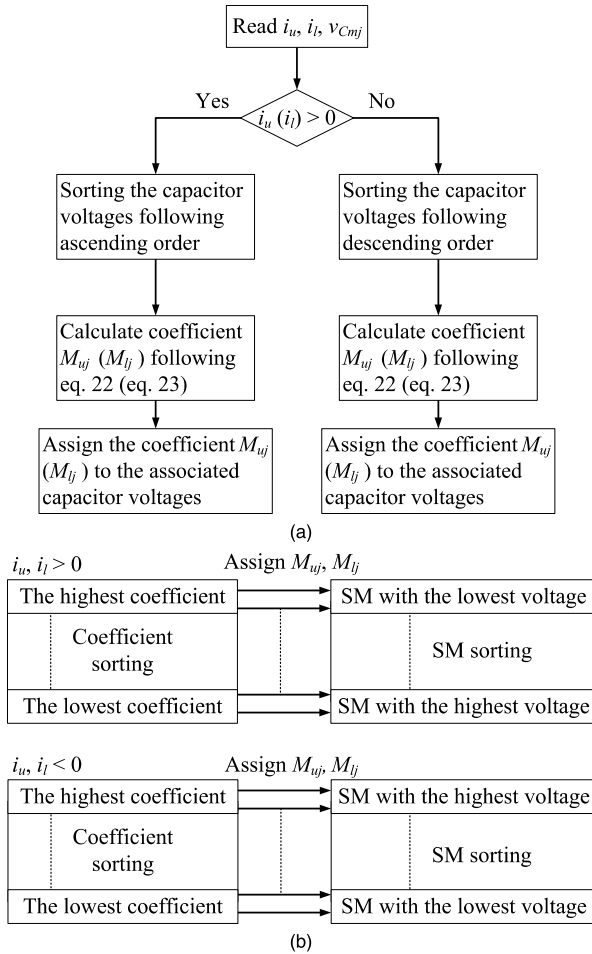 Read iu, il, vCmj
Yes
No
iu (il) > 0
Sorting the capacitor
voltages following
ascending order
Sorting the capacitor
voltages following
descending order
Calculate coefficient
Muj (Mlj ) following
eq. 22 (eq. 23)
Calculate coefficient
Muj (Mlj ) following
eq. 22 (eq. 23)
Assign the coefficient Muj
(Mlj ) to the associated
capacitor voltages
Assign the coefficient Muj
(Mlj ) to the associated
capacitor voltages
(a)
iu, il > 0
Assign Muj, Mlj
The highest coefficient
SM with the lowest voltage
Coefficient
sorting
SM sorting
The lowest coefficient
SM with the highest voltage
iu, il < 0
Assign Muj, Mlj
The highest coefficient
SM with the highest voltage
Coefficient
sorting
SM sorting
The lowest coefficient
SM with the lowest voltage
(b)